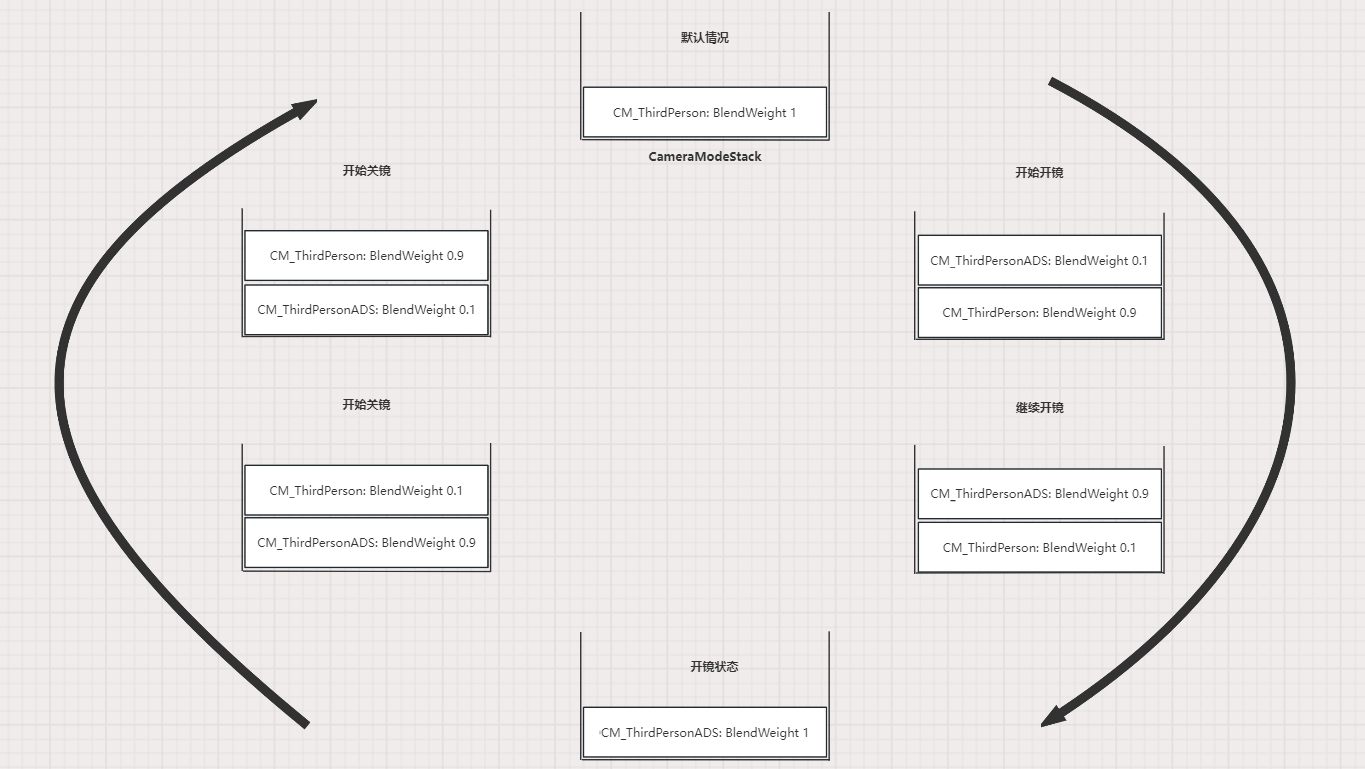 默认情况
CM_ThirdPerson: BlendWeight 1
CameraModeStack
开始关镜
CM_ThirdPerson: BlendWeight 0.9
CM_ThirdPersonADS: BlendWeight 0.1
开始关镜
CM_ThirdPerson: BlendWeight 0.1
CM_ThirdPersonADS: BlendWeight 0.9
开始开镜
CM_ThirdPersonADS: BlendWeight 0.1
CM_ThirdPerson: BlendWeight 0.9
继续开镜
CM_ThirdPersonADS: BlendWeight 0.9
CM_ThirdPerson: BlendWeight 0.1
开镜状态
CM_ThirdPersonADS: BlendWeight 1